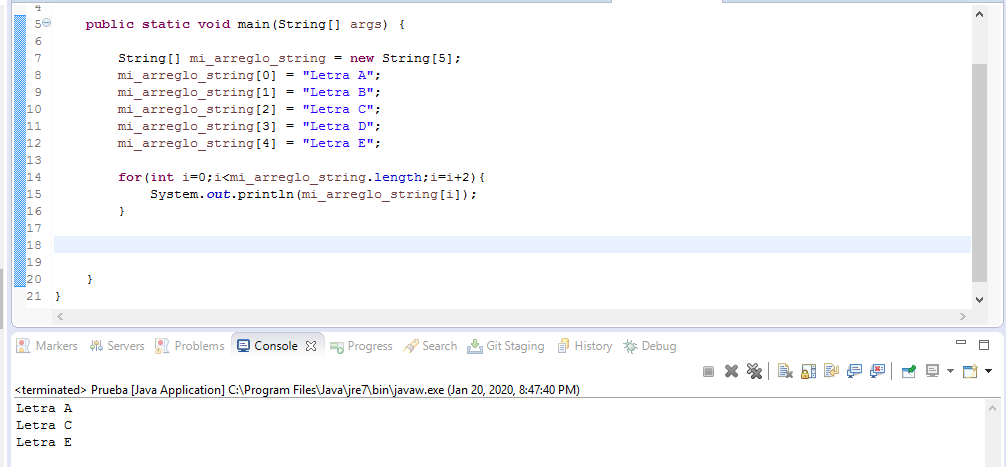 4
5 public static void main(String[] args) {
6
7 String[] mi_arreglo_string = new String[5];
8 mi_arreglo_string[0] = "Letra A";
9 mi_arreglo_string[1] = "Letra B";
10 mi_arreglo_string[2] = "Letra C";
11 mi_arreglo_string[3] = "Letra D";
12 mi_arreglo_string[4] = "Letra E";
13
14 for(int i=0;i<mi_arreglo_string.length;i=i+2){
15 System.out.println(mi_arreglo_string[i]);
16 }
17
18
19
20 }
21 }
Markers Servers Problems Console Progress Search Git Staging History Debug
<terminated> Prueba [Java Application] C:\Program Files\Java\jre7\bin\javaw.exe (Jan 20, 2020, 8:47:40 PM)
Letra A
Letra C
Letra E